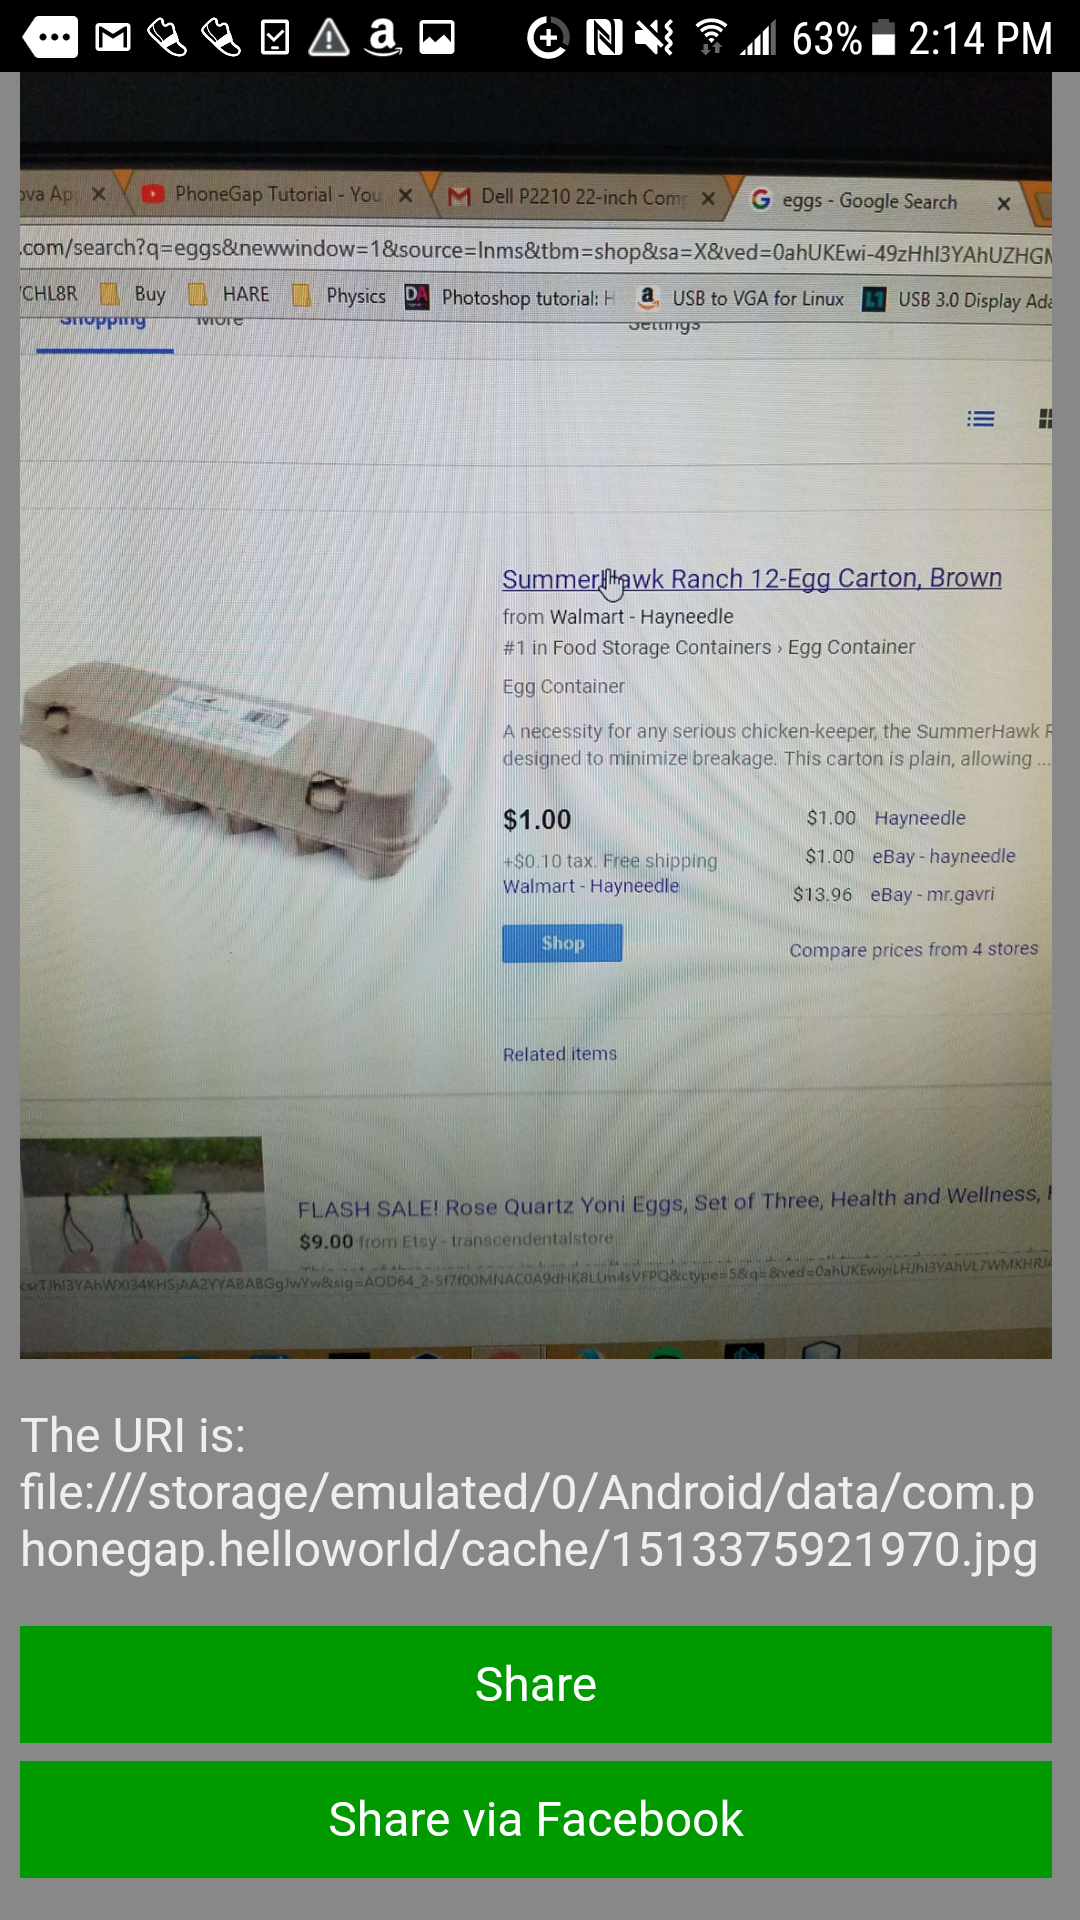 63% 2:14 PM
ova Ap
PhoneGap Tutorial - You
Dell P2210 22-inch Com
eggs - Google Search
.com/search?q=eggs&newwindow=1&source=lnms&tbm=shop&sa=X&ved=0ahUKEwi-49zHhI3YAhUZHGM
CHL8R Buy HARE Physics Photoshop tutorial: H USB to VGA for Linux USB 3.0 Display Ada
Shopping More Settings
SummerHawk Ranch 12-Egg Carton, Brown
from Walmart - Hayneedle
#1 in Food Storage Containers › Egg Container
Egg Container
A necessity for any serious chicken-keeper, the SummerHawk R
designed to minimize breakage. This carton is plain, allowing ...
$1.00
+$0.10 tax. Free shipping
Walmart - Hayneedle
Shop
$1.00 Hayneedle
$1.00 eBay - hayneedle
$13.96 eBay - mr.gavri
Compare prices from 4 stores
Related items
FLASH SALE! Rose Quartz Yoni Eggs, Set of Three, Health and Wellness,
$9.00 from Etsy - transcendentalstore
The URI is:
file:///storage/emulated/0/Android/data/com.p
honegap.helloworld/cache/1513375921970.jpg
Share
Share via Facebook